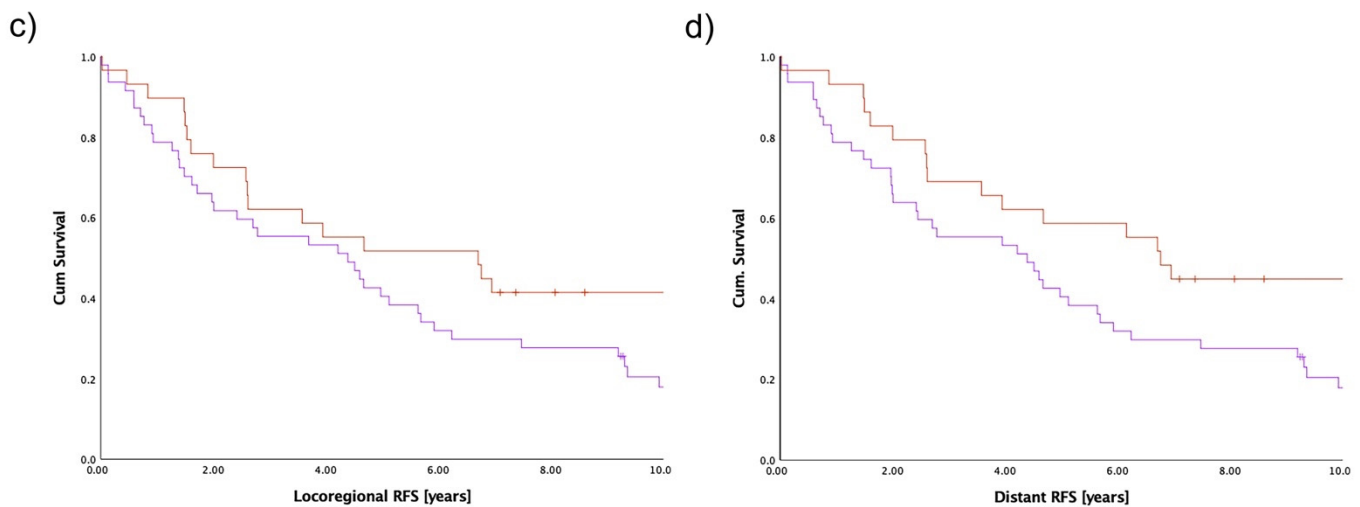 c)
1.0
0.8
0.6
0.4
0.2
0.0
Cum Survival
0.00 2.00 4.00 6.00 8.00 10.0
Locoregional RFS [years]
d)
1.0
0.8
0.6
0.4
0.2
0.0
Cum. Survival
0.00 2.00 4.00 6.00 8.00 10.0
Distant RFS [years]